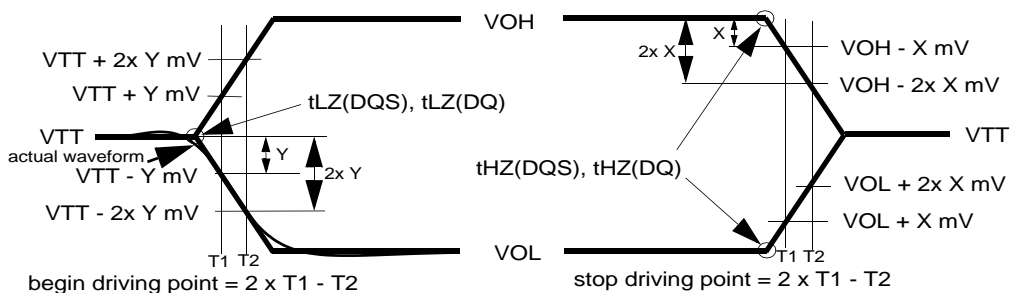 VOH
X
2x X
VOH - X mV
VTT + 2x Y mV
VOH - 2x X mV
VTT + Y mV
tLZ(DQS), tLZ(DQ)
VTT
VTT
actual waveform
Y
tHZ(DQS), tHZ(DQ)
VTT - Y mV
2x Y
VOL + 2x X mV
VTT - 2x Y mV
VOL + X mV
T1 T2
VOL
T1 T2
begin driving point = 2 x T1 - T2
stop driving point = 2 x T1 - T2